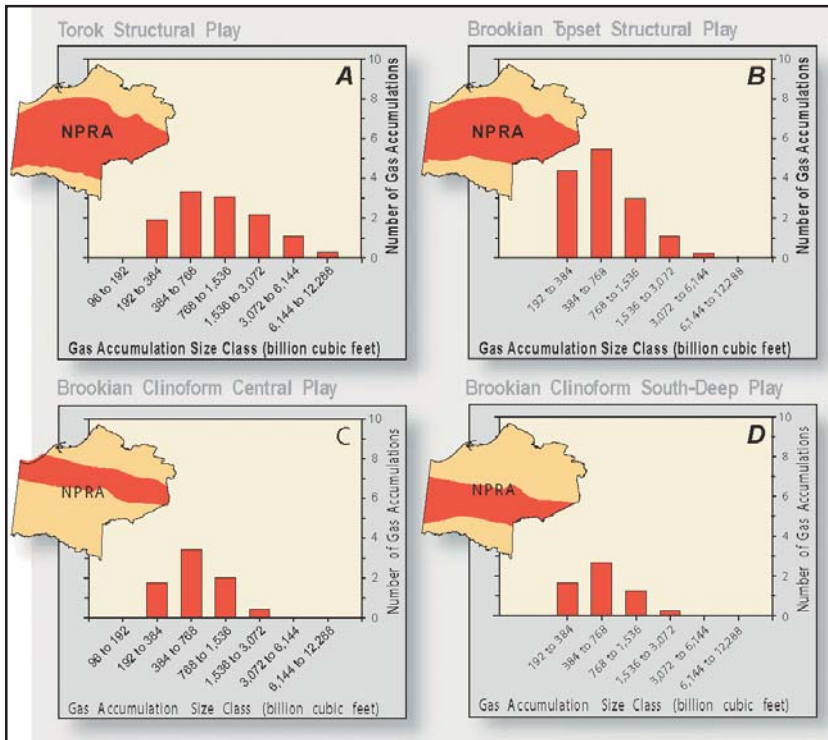 Torok Structural Play
A
NPRA
10
8
6
4
2
0
Number of Gas Accumulations
96 to 192
192 to 384
384 to 768
768 to 1,536
1,536 to 3,072
3,072 to 6,144
6,144 to 12,288
Gas Accumulation Size Class (billion cubic feet)
Brookian Topset Structural Play
B
NPRA
10
8
6
4
2
0
Number of Gas Accumulations
192 to 384
384 to 768
768 to 1,536
1,536 to 3,072
3,072 to 6,144
6,144 to 12,288
Gas Accumulation Size Class (billion cubic feet)
Brookian Clinoform Central Play
C
NPRA
10
8
6
4
2
0
Number of Gas Accumulations
96 to 192
192 to 384
384 to 768
768 to 1,536
1,536 to 3,072
3,072 to 6,144
6,144 to 12,288
Gas Accumulation Size Class (billion cubic feet)
Brookian Clinoform South-Deep Play
D
NPRA
10
8
6
4
2
0
Number of Gas Accumulations
192 to 384
384 to 768
768 to 1,536
1,536 to 3,072
3,072 to 6,144
6,144 to 12,288
Gas Accumulation Size Class (billion cubic feet)